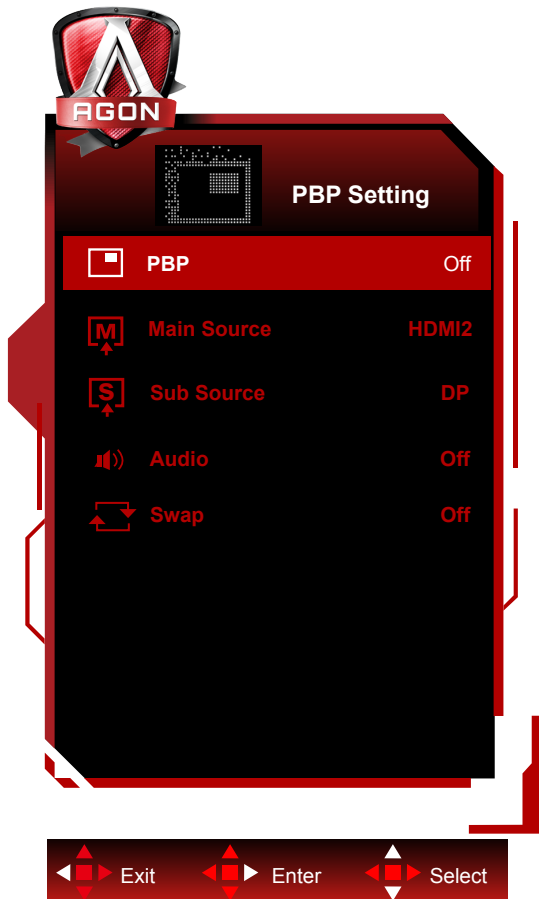 AGON
PBP Setting
PBP Off
M Main Source HDMI2
S Sub Source DP
Audio Off
Swap Off
Exit Enter Select